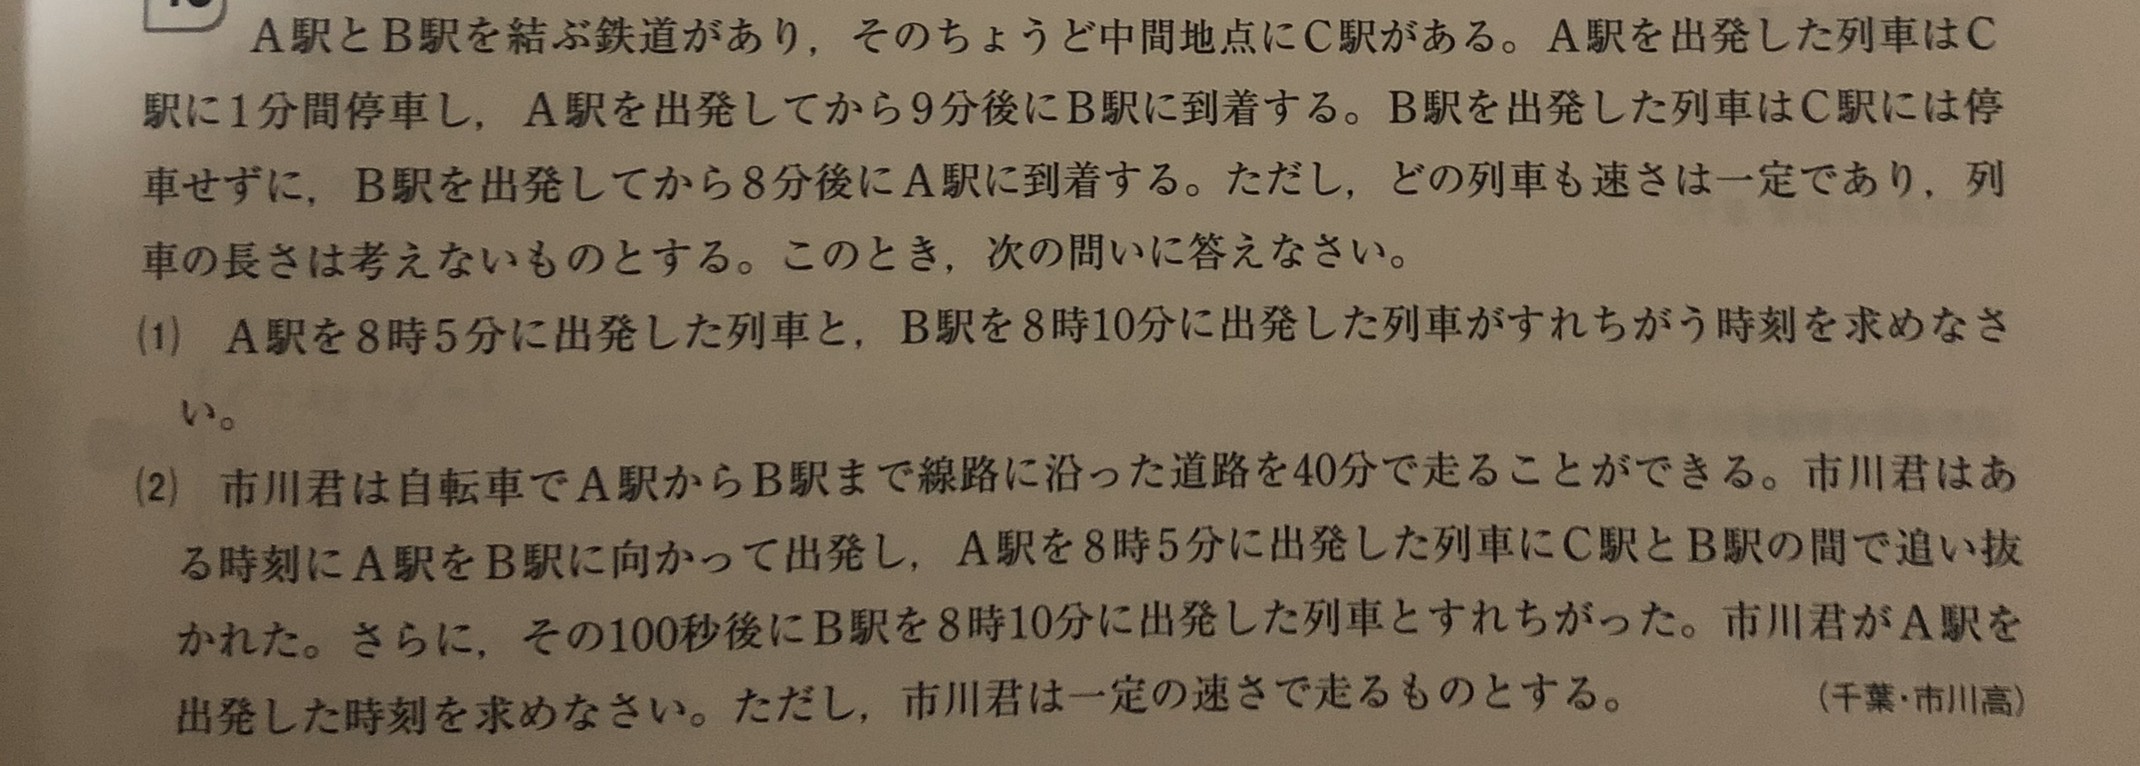 A駅とB駅を結ぶ鉄道があり，そのちょうど中間地点にC駅がある。A駅を出発した列車はC
駅に1分間停車し，A駅を出発してから9分後にB駅に到着する。B駅を出発した列車はC駅には停
車せずに，B駅を出発してから8分後にA駅に到着する。ただし，どの列車も速さは一定であり，列
車の長さは考えないものとする。このとき，次の問いに答えなさい。
(1) A駅を8時5分に出発した列車と，B駅を8時10分に出発した列車がすれちがう時刻を求めなさ
い。
(2) 市川君は自転車でA駅からB駅まで線路に沿った道路を40分で走ることができる。市川君はあ
る時刻にA駅をB駅に向かって出発し，A駅を8時5分に出発した列車にC駅とB駅の間で追い抜
かれた。さらに，その100秒後にB駅を8時10分に出発した列車とすれちがった。市川君がA駅を
出発した時刻を求めなさい。ただし，市川君は一定の速さで走るものとする。 (千葉・市川高)